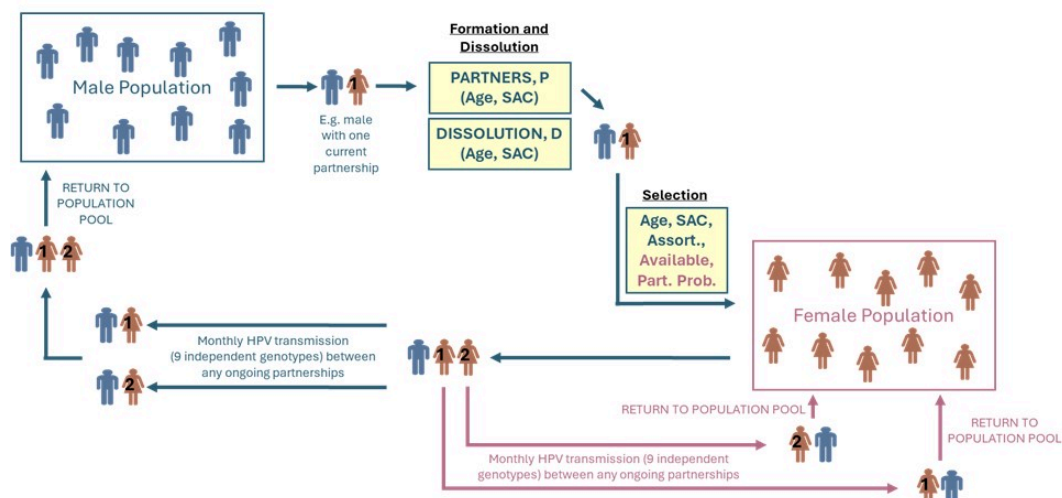 Male Population
1
E.g. male
with one
current
partnership
Formation and
Dissolution
PARTNERS, P
(Age, SAC)
DISSOLUTION, D
(Age, SAC)
1
Selection
Age, SAC,
Assort.,
Available,
Part. Prob.
Female Population
RETURN TO
POPULATION
POOL
1 2
1
Monthly HPV transmission
(9 independent genotypes) between
any ongoing partnerships
2
1 2
RETURN TO POPULATION POOL
2
RETURN TO
POPULATION POOL
Monthly HPV transmission (9 independent
genotypes) between any ongoing partnerships
1